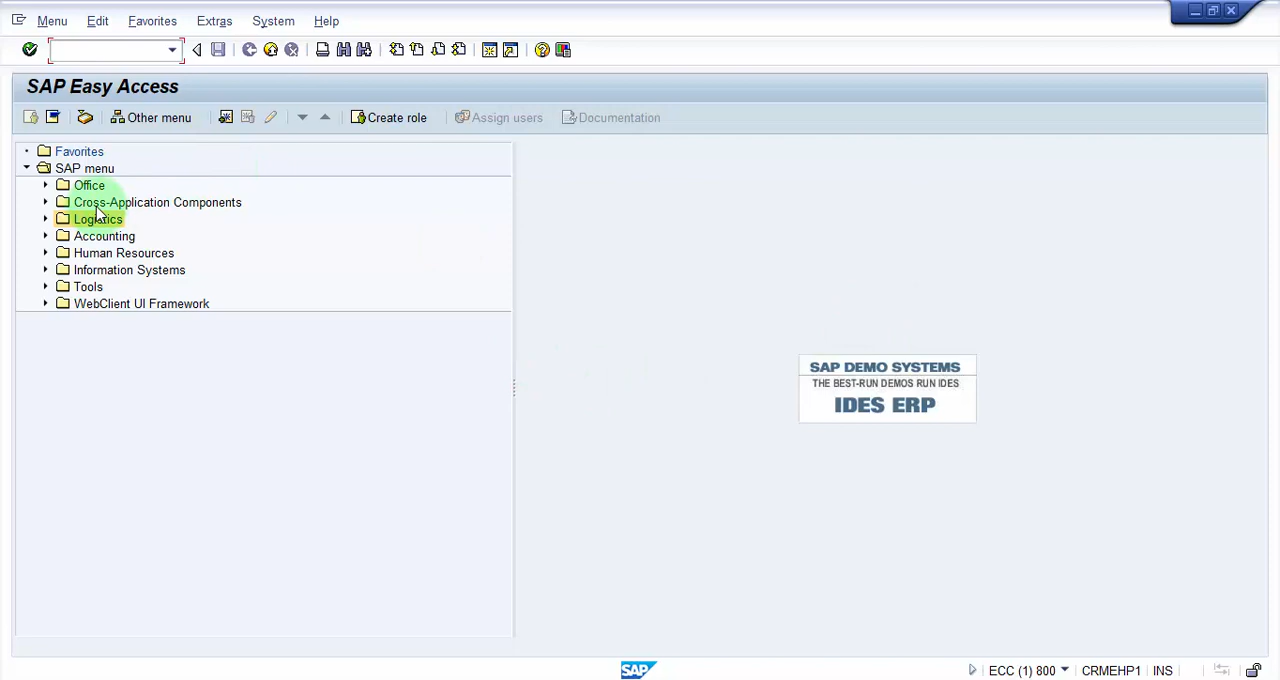 Menu Edit Favorites Extras System Help
SAP Easy Access
Other menu Create role Assign users Documentation
Favorites
SAP menu
Office
Cross-Application Components
Logistics
Accounting
Human Resources
Information Systems
Tools
WebClient UI Framework
SAP DEMO SYSTEMS
THE BEST-RUN DEMOS RUN IDES
IDES ERP
SAP ECC (1) 800 CRMEHP1 INS